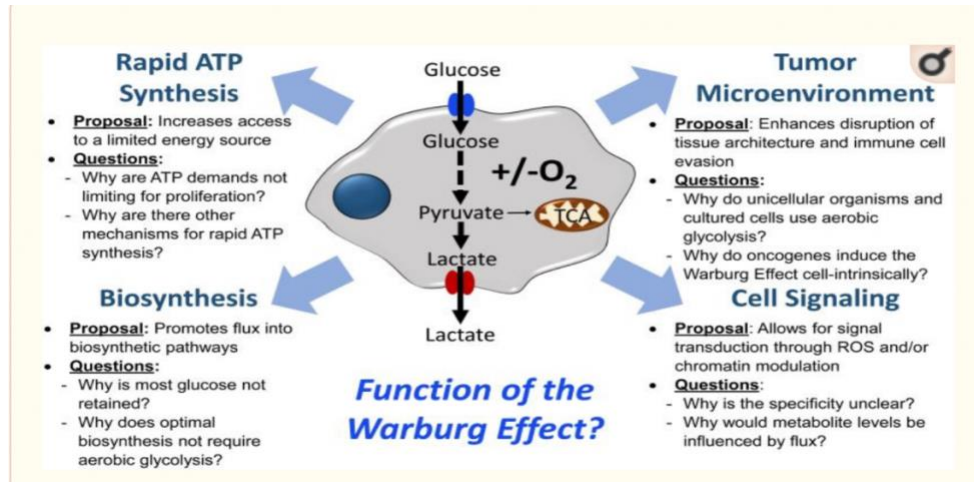 Rapid ATP
Synthesis
• Proposal: Increases access
to a limited energy source
• Questions:
- Why are ATP demands not
limiting for proliferation?
- Why are there other
mechanisms for rapid ATP
synthesis?
Biosynthesis
• Proposal: Promotes flux into
biosynthetic pathways
• Questions:
- Why is most glucose not
retained?
- Why does optimal
biosynthesis not require
aerobic glycolysis?
Glucose
Glucose
+/-O₂
Pyruvate
TCA
Lactate
Lactate
Function of the
Warburg Effect?
Tumor
Microenvironment
• Proposal: Enhances disruption of
tissue architecture and immune cell
evasion
• Questions:
- Why do unicellular organisms and
cultured cells use aerobic
glycolysis?
- Why do oncogenes induce the
Warburg Effect cell-intrinsically?
Cell Signaling
• Proposal: Allows for signal
transduction through ROS and/or
chromatin modulation
• Questions:
- Why is the specificity unclear?
- Why would metabolite levels be
influenced by flux?